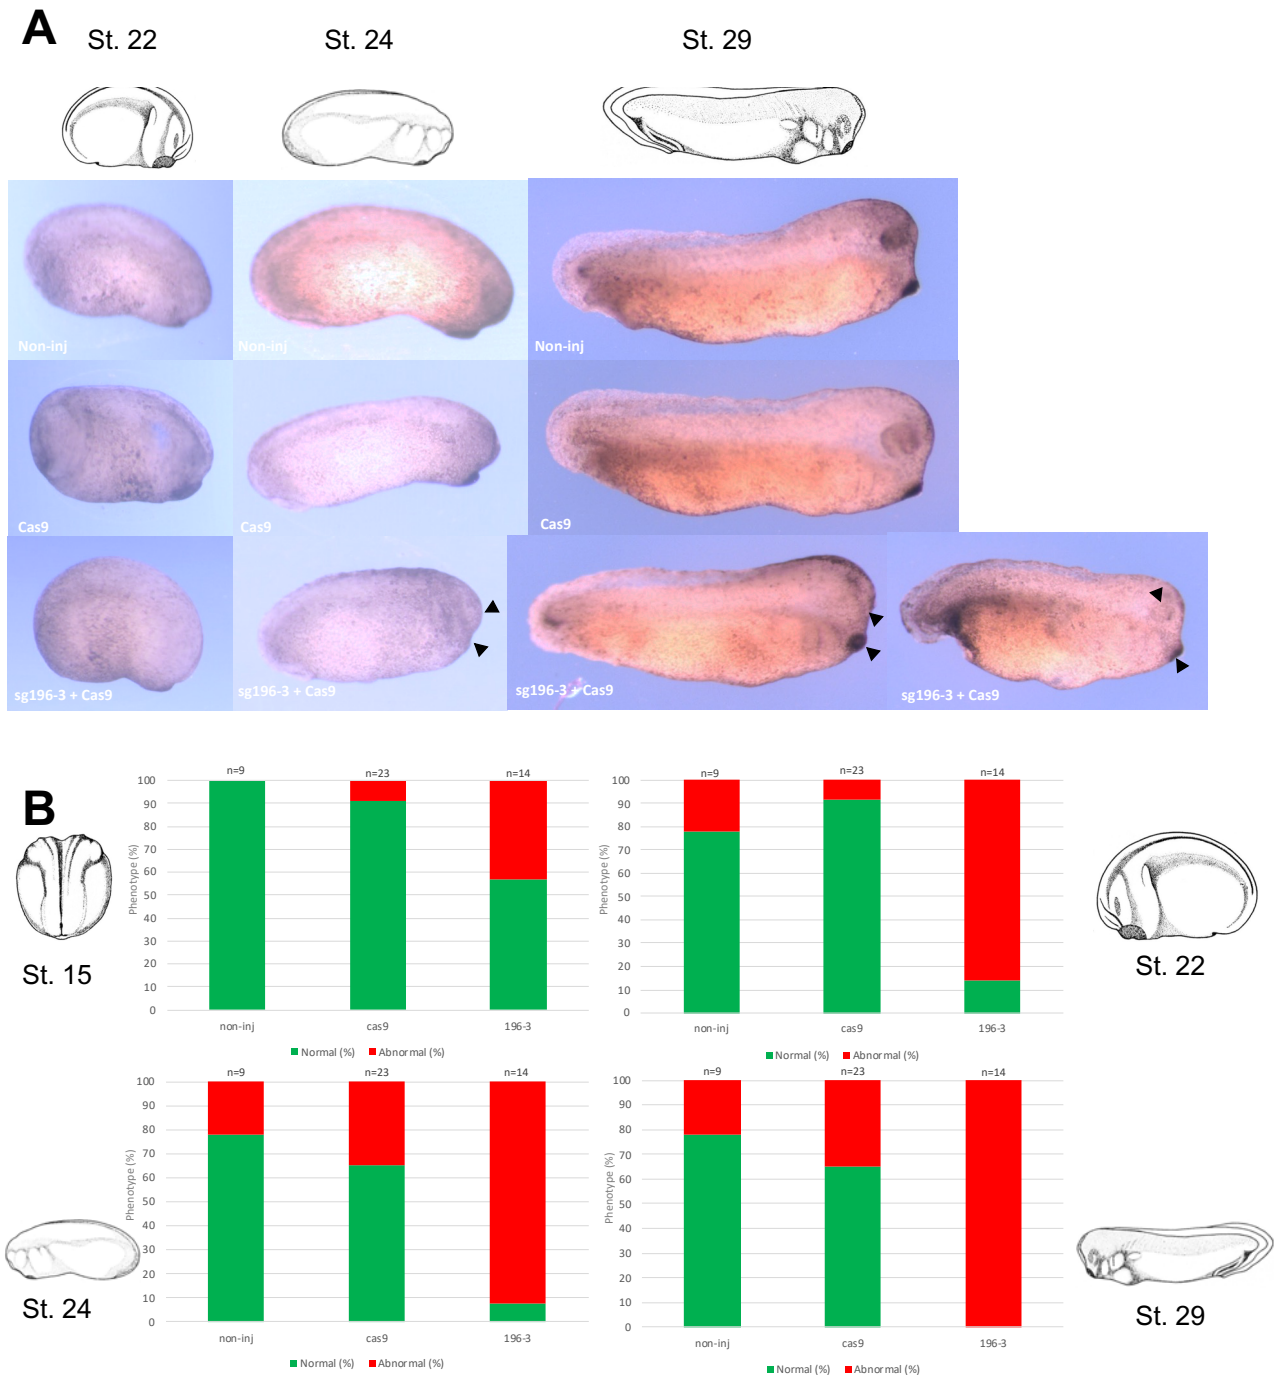 A
St. 22
St. 24
St. 29
Non-inj
Non-inj
Non-inj
Cas9
Cas9
Cas9
sg196-3 + Cas9
sg196-3 + Cas9
sg196-3 + Cas9
sg196-3 + Cas9
B
St. 15
n=9
n=23
n=14
Phenotype (%)
100
90
80
70
60
50
40
30
20
10
0
non-inj
cas9
196-3
Normal (%)
Abnormal (%)
n=9
n=23
n=14
Phenotype (%)
100
90
80
70
60
50
40
30
20
10
0
non-inj
cas9
196-3
Normal (%)
Abnormal (%)
St. 22
St. 24
n=9
n=23
n=14
Phenotype (%)
100
90
80
70
60
50
40
30
20
10
0
non-inj
cas9
196-3
Normal (%)
Abnormal (%)
n=9
n=23
n=14
Phenotype (%)
100
90
80
70
60
50
40
30
20
10
0
non-inj
cas9
196-3
Normal (%)
Abnormal (%)
St. 29